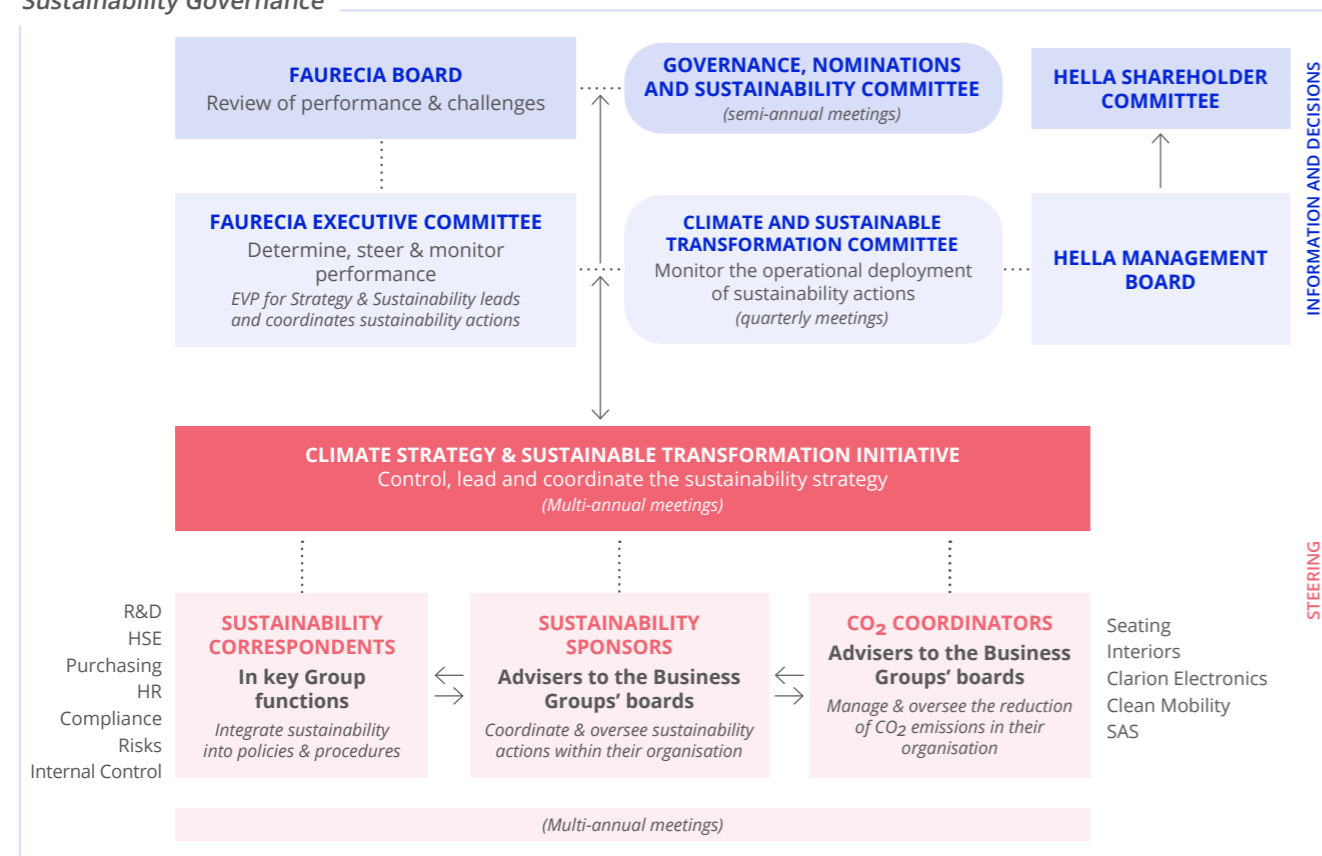 Sustainability Governance
FAURECIA BOARD
Review of performance & challenges
GOVERNANCE, NOMINATIONS
AND SUSTAINABILITY COMMITTEE
(semi-annual meetings)
HELLA SHAREHOLDER
COMMITTEE
FAURECIA EXECUTIVE COMMITTEE
Determine, steer & monitor
performance
EVP for Strategy & Sustainability leads
and coordinates sustainability actions
CLIMATE AND SUSTAINABLE
TRANSFORMATION COMMITTEE
Monitor the operational deployment
of sustainability actions
(quarterly meetings)
HELLA MANAGEMENT
BOARD
INFORMATION AND DECISIONS
CLIMATE STRATEGY & SUSTAINABLE TRANSFORMATION INITIATIVE
Control, lead and coordinate the sustainability strategy
(Multi-annual meetings)
STEERING
R&D
HSE
Purchasing
HR
Compliance
Risks
Internal Control
SUSTAINABILITY
CORRESPONDENTS
In key Group
functions
Integrate sustainability
into policies & procedures
SUSTAINABILITY
SPONSORS
Advisers to the Business
Groups’ boards
Coordinate & oversee sustainability
actions within their organisation
CO2 COORDINATORS
Advisers to the Business
Groups’ boards
Manage & oversee the reduction
of CO2 emissions in their
organisation
Seating
Interiors
Clarion Electronics
Clean Mobility
SAS
(Multi-annual meetings)